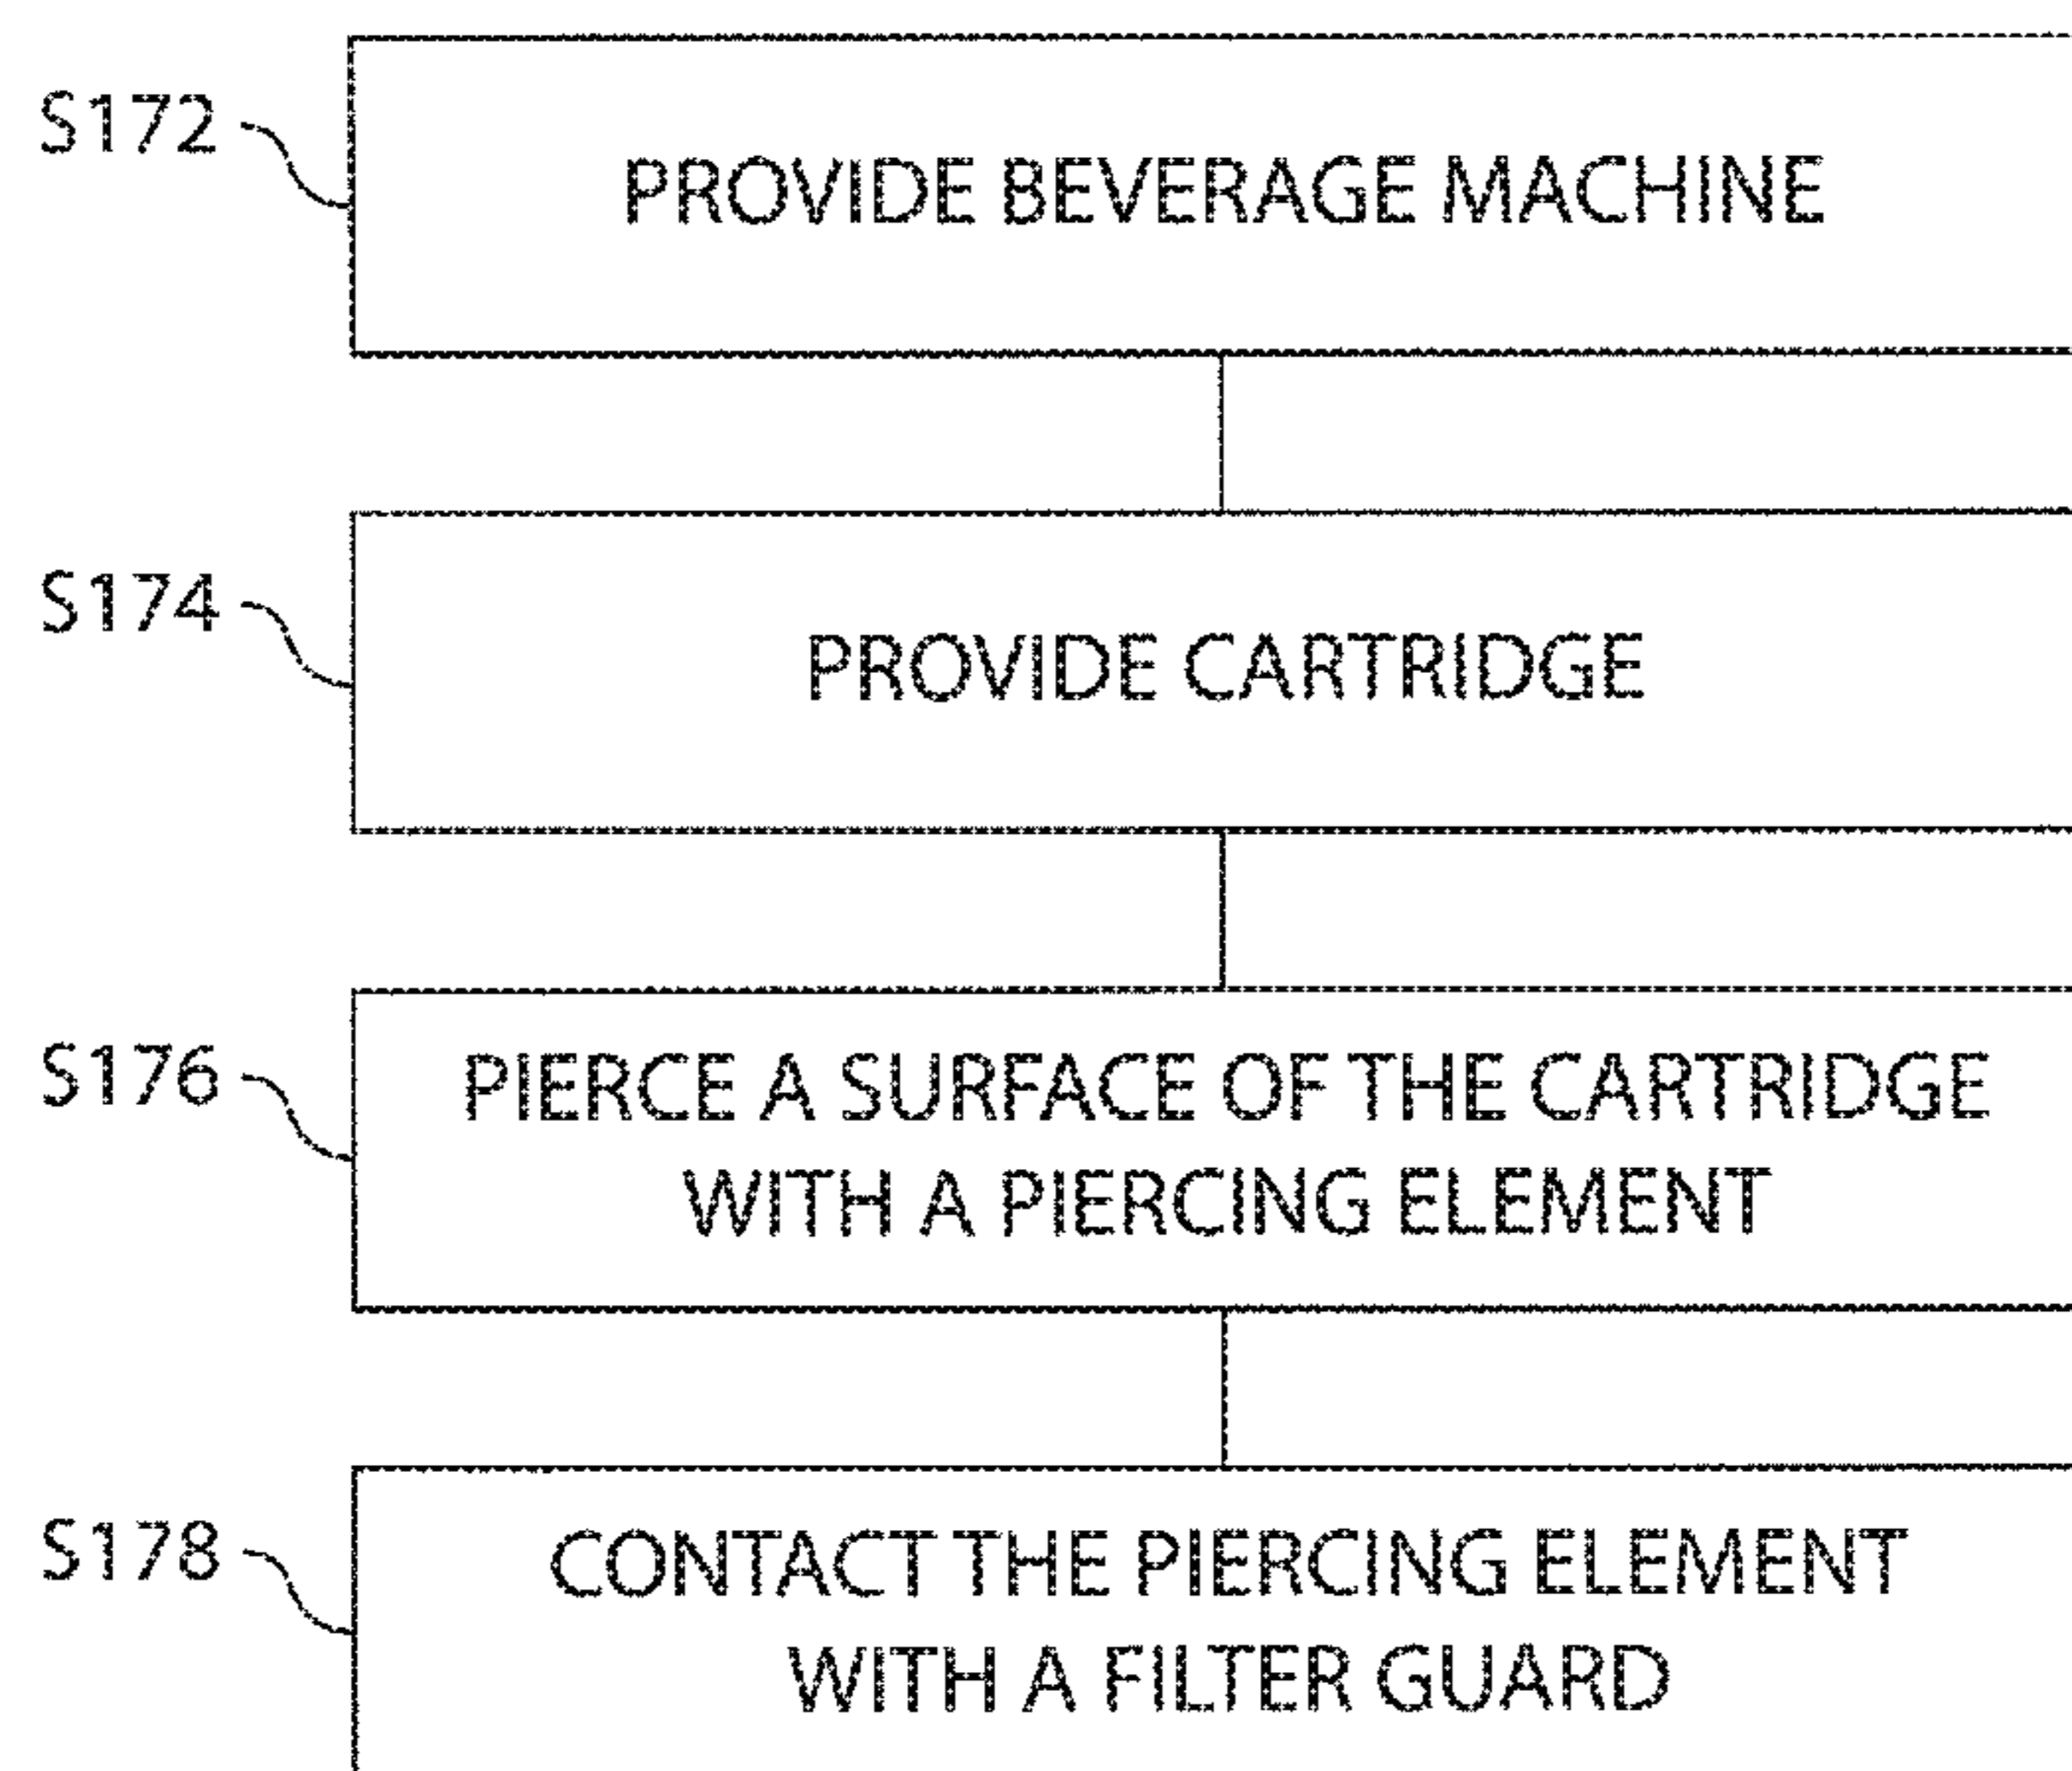 S172
PROVIDE BEVERAGE MACHINE
S174
PROVIDE CARTRIDGE
S176
PIERCE A SURFACE OF THE CARTRIDGE
WITH A PIERCING ELEMENT
S178
CONTACT THE PIERCING ELEMENT
WITH A FILTER GUARD